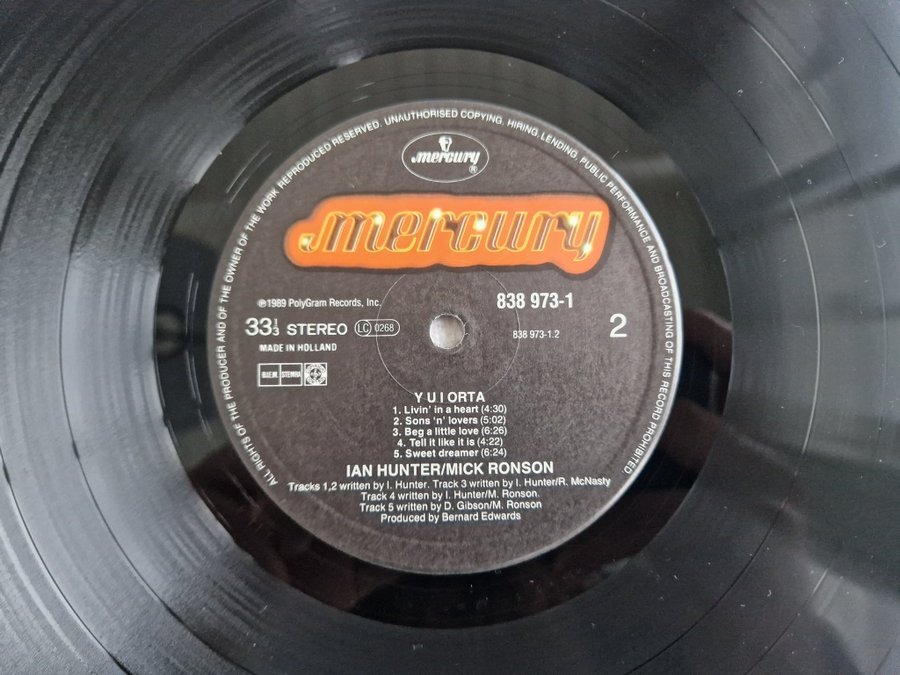 ALL RIGHTS OF THE PRODUCER AND OF THE OWNER OF THE WORK REPRODUCED RESERVED. UNAUTHORISED COPYING, HIRING, LENDING, PUBLIC PERFORMANCE AND BROADCASTING OF THIS RECORD PROHIBITED
mercury ®
mercury
℗1989 PolyGram Records, Inc.
838 973-1
33⅓ STEREO LC 0268
838 973-1.2
2
MADE IN HOLLAND
B.I.E.M. STEMRA
Y U I ORTA
1. Livin' in a heart (4:30)
2. Sons 'n' lovers (5:02)
3. Beg a little love (6:26)
4. Tell it like it is (4:22)
5. Sweet dreamer (6:24)
IAN HUNTER/MICK RONSON
Tracks 1,2 written by I. Hunter. Track 3 written by I. Hunter/R. McNasty
Track 4 written by I. Hunter/M. Ronson.
Track 5 written by D. Gibson/M. Ronson
Produced by Bernard Edwards